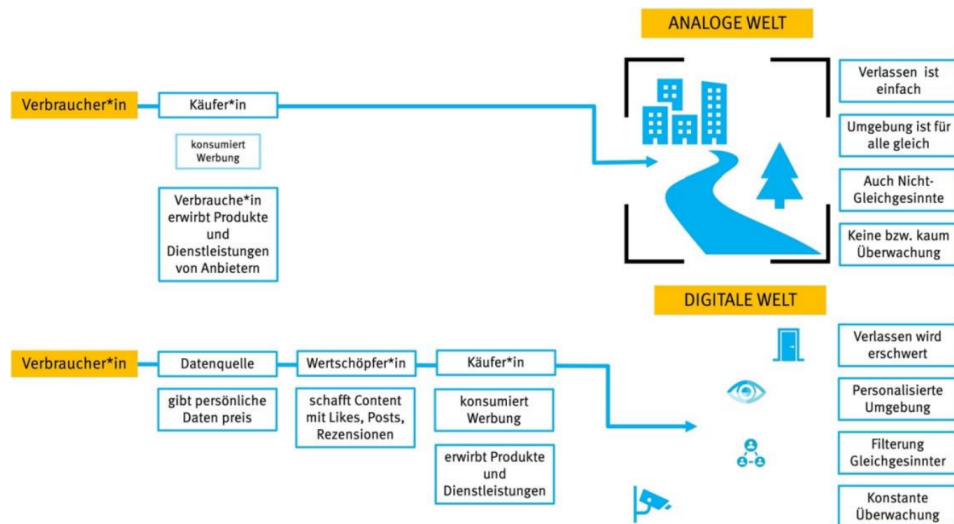 ANALOGE WELT
Verbraucher*in
Käufer*in
konsumiert
Werbung
Verbrauche*in
erwirbt Produkte
und
Dienstleistungen
von Anbietern
Verlassen ist
einfach
Umgebung ist für
alle gleich
Auch Nicht-
Gleichgesinnte
Keine bzw. kaum
Überwachung
DIGITALE WELT
Verbraucher*in
Datenquelle
gibt persönliche
Daten preis
Wertschöpfer*in
schafft Content
mit Likes, Posts,
Rezensionen
Käufer*in
konsumiert
Werbung
erwirbt Produkte
und
Dienstleistungen
Verlassen wird
erschwert
Personalisierte
Umgebung
Filterung
Gleichgesinnter
Konstante
Überwachung